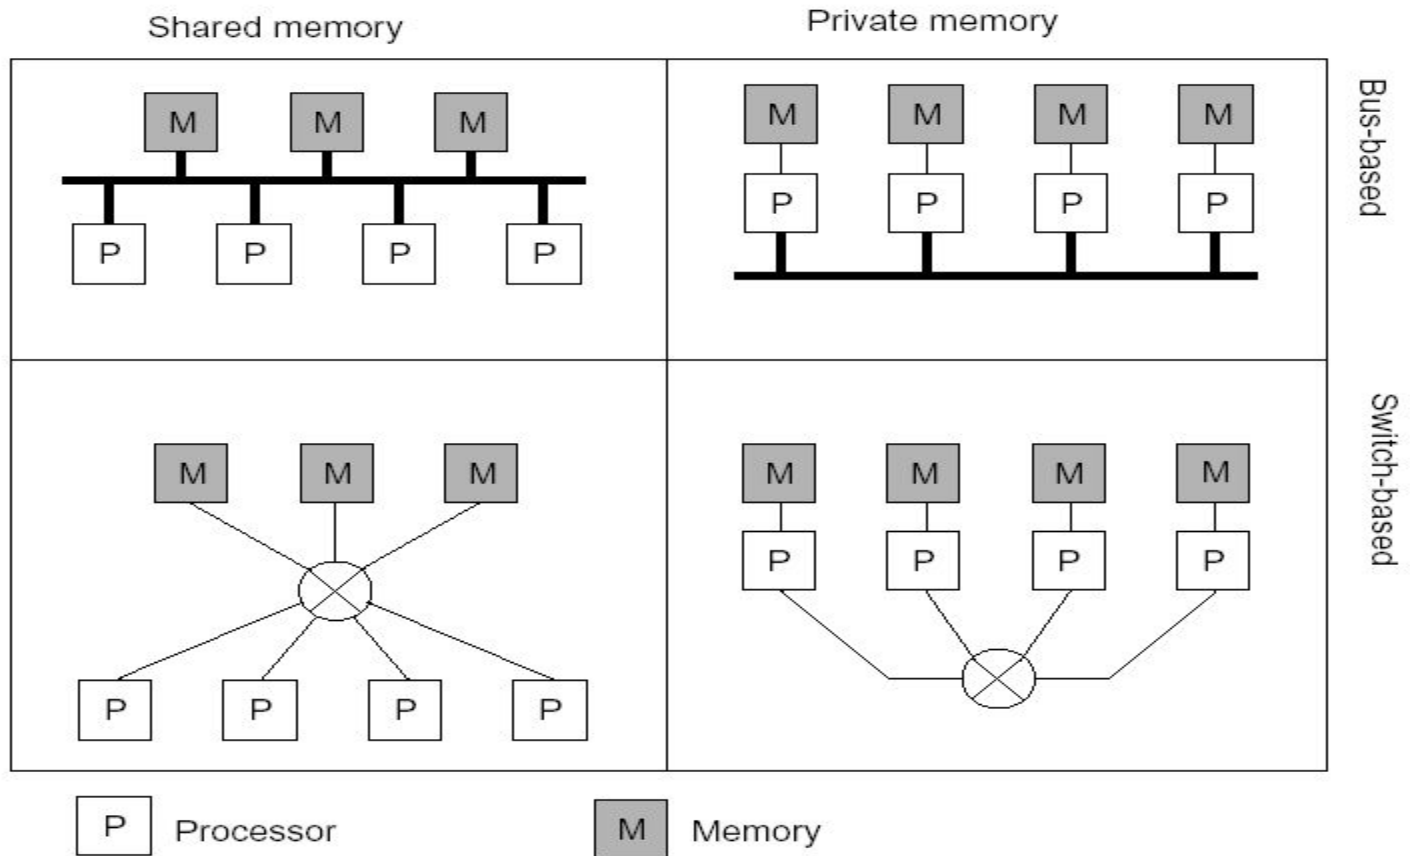 Shared memory
Private memory
M M M
P P P P
M M M M
P P P P
Bus-based
M M M
P P P P
M M M M
P P P P
Switch-based
P Processor
M Memory